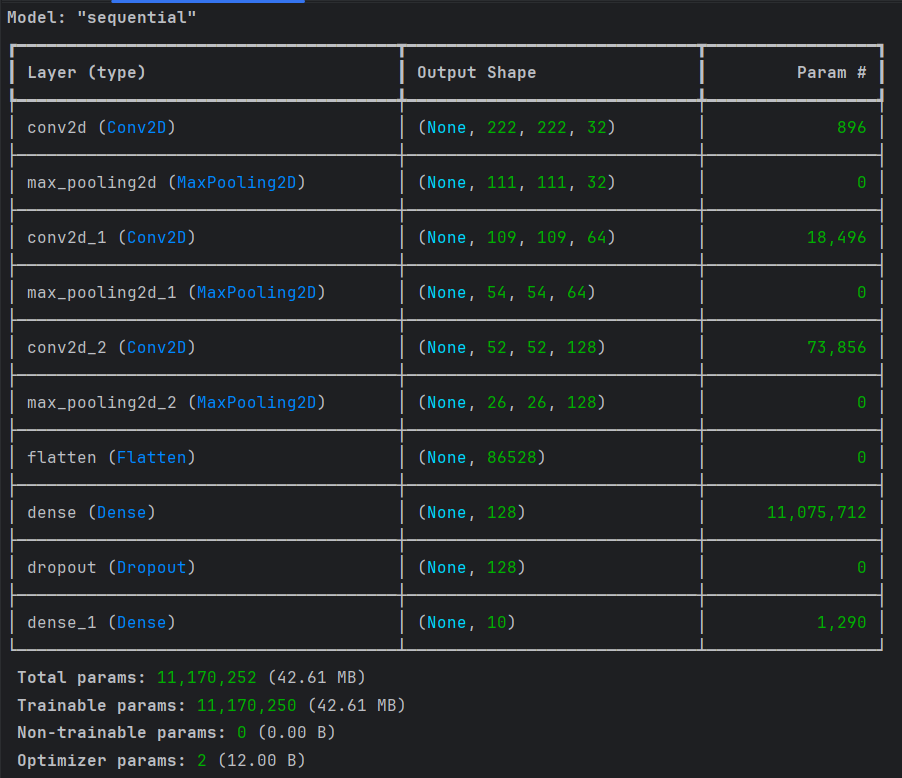 Model: "sequential"
Layer (type) Output Shape Param #
conv2d (Conv2D) (None, 222, 222, 32) 896
max_pooling2d (MaxPooling2D) (None, 111, 111, 32) 0
conv2d_1 (Conv2D) (None, 109, 109, 64) 18,496
max_pooling2d_1 (MaxPooling2D) (None, 54, 54, 64) 0
conv2d_2 (Conv2D) (None, 52, 52, 128) 73,856
max_pooling2d_2 (MaxPooling2D) (None, 26, 26, 128) 0
flatten (Flatten) (None, 86528) 0
dense (Dense) (None, 128) 11,075,712
dropout (Dropout) (None, 128) 0
dense_1 (Dense) (None, 10) 1,290
Total params: 11,170,252 (42.61 MB)
Trainable params: 11,170,250 (42.61 MB)
Non-trainable params: 0 (0.00 B)
Optimizer params: 2 (12.00 B)